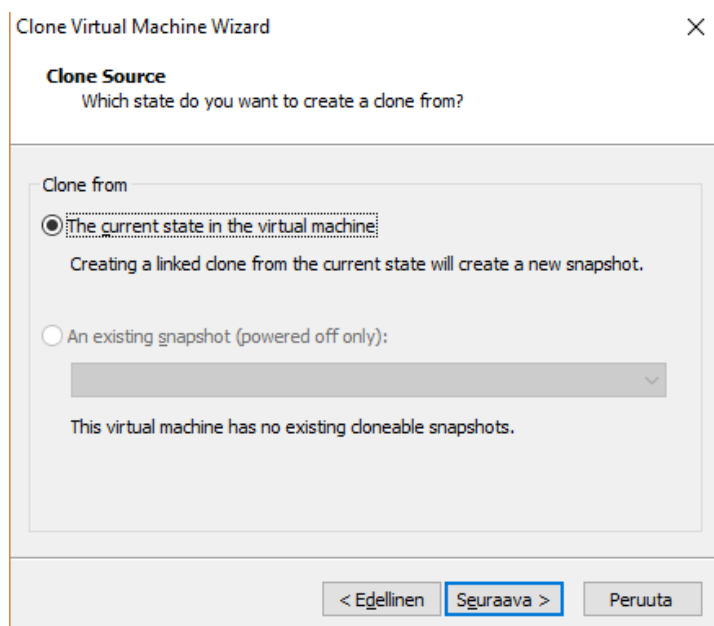 Clone Virtual Machine Wizard
Clone Source
Which state do you want to create a clone from?
Clone from
The current state in the virtual machine
Creating a linked clone from the current state will create a new snapshot.
An existing snapshot (powered off only):
This virtual machine has no existing cloneable snapshots.
< Edellinen
Seuraava >
Peruuta